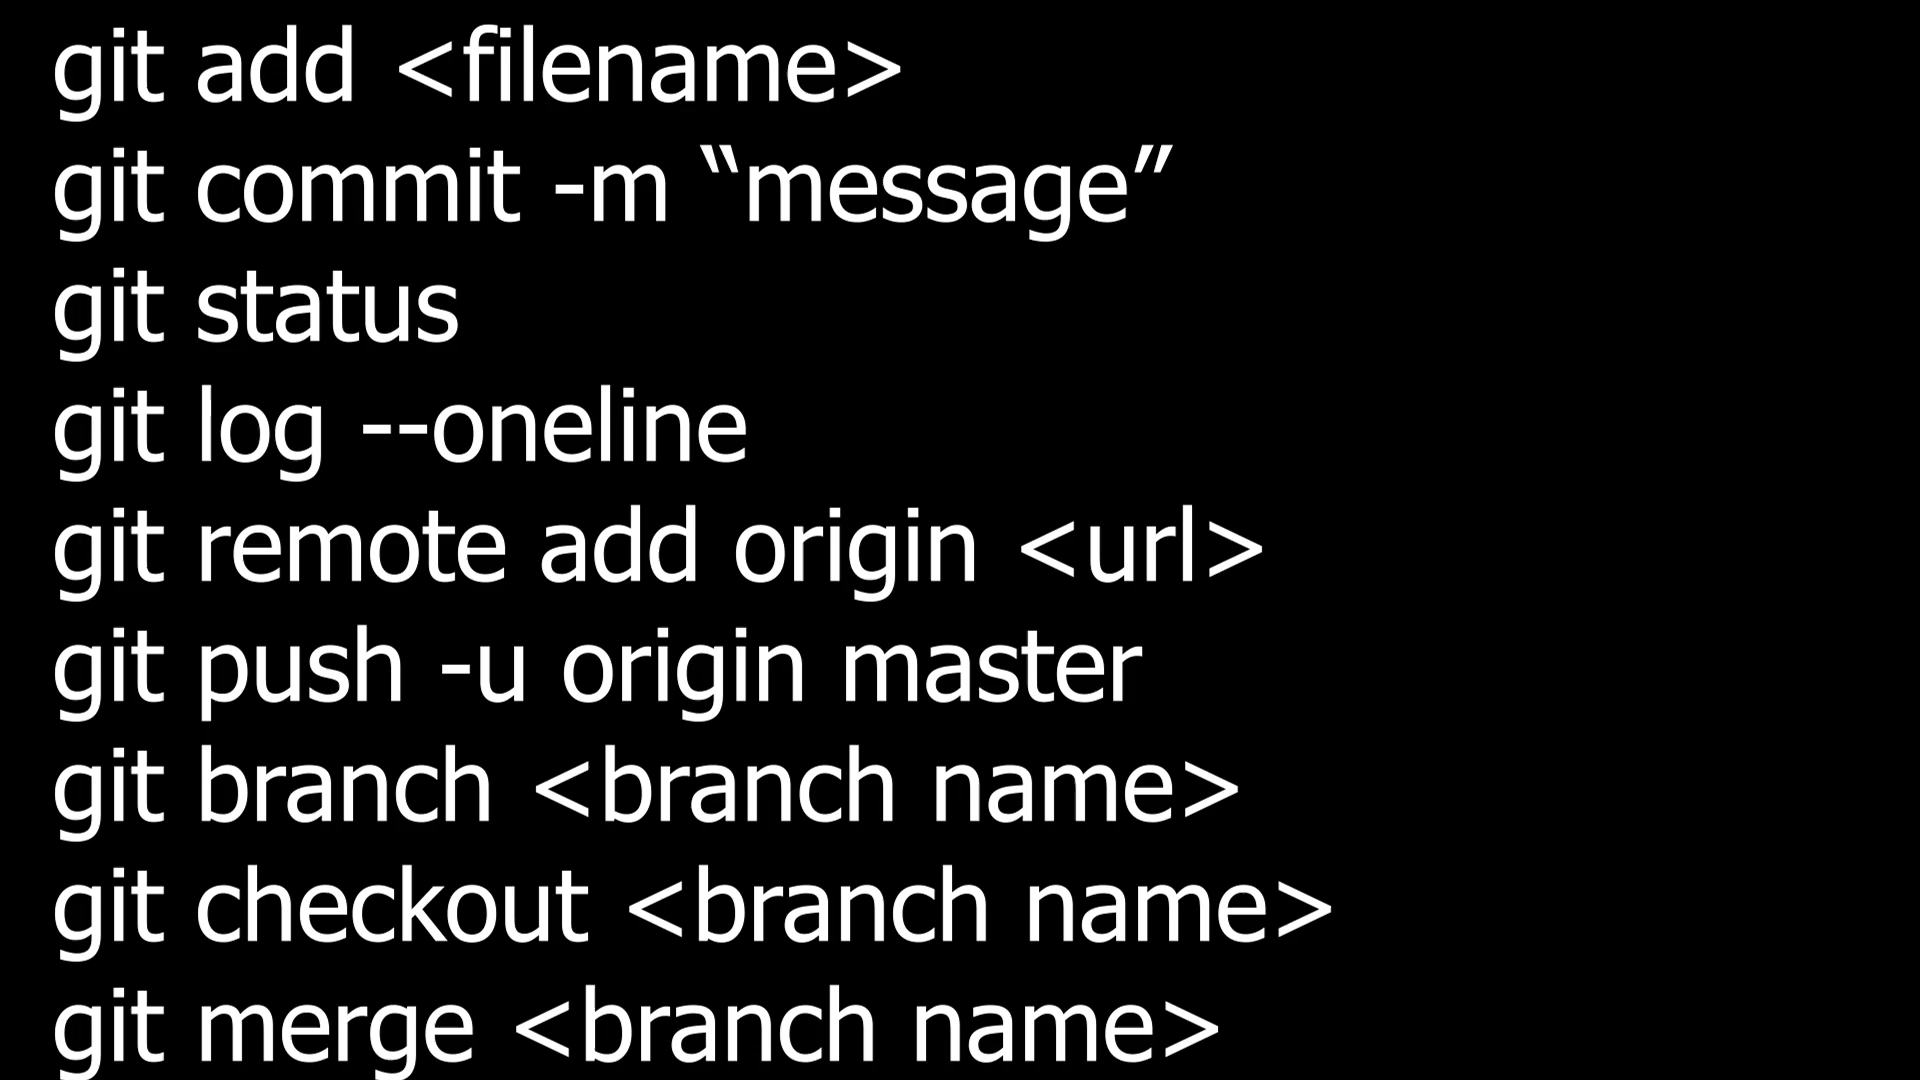 git add <filename>
git commit -m “message”
git status
git log --oneline
git remote add origin <url>
git push -u origin master
git branch <branch name>
git checkout <branch name>
git merge <branch name>